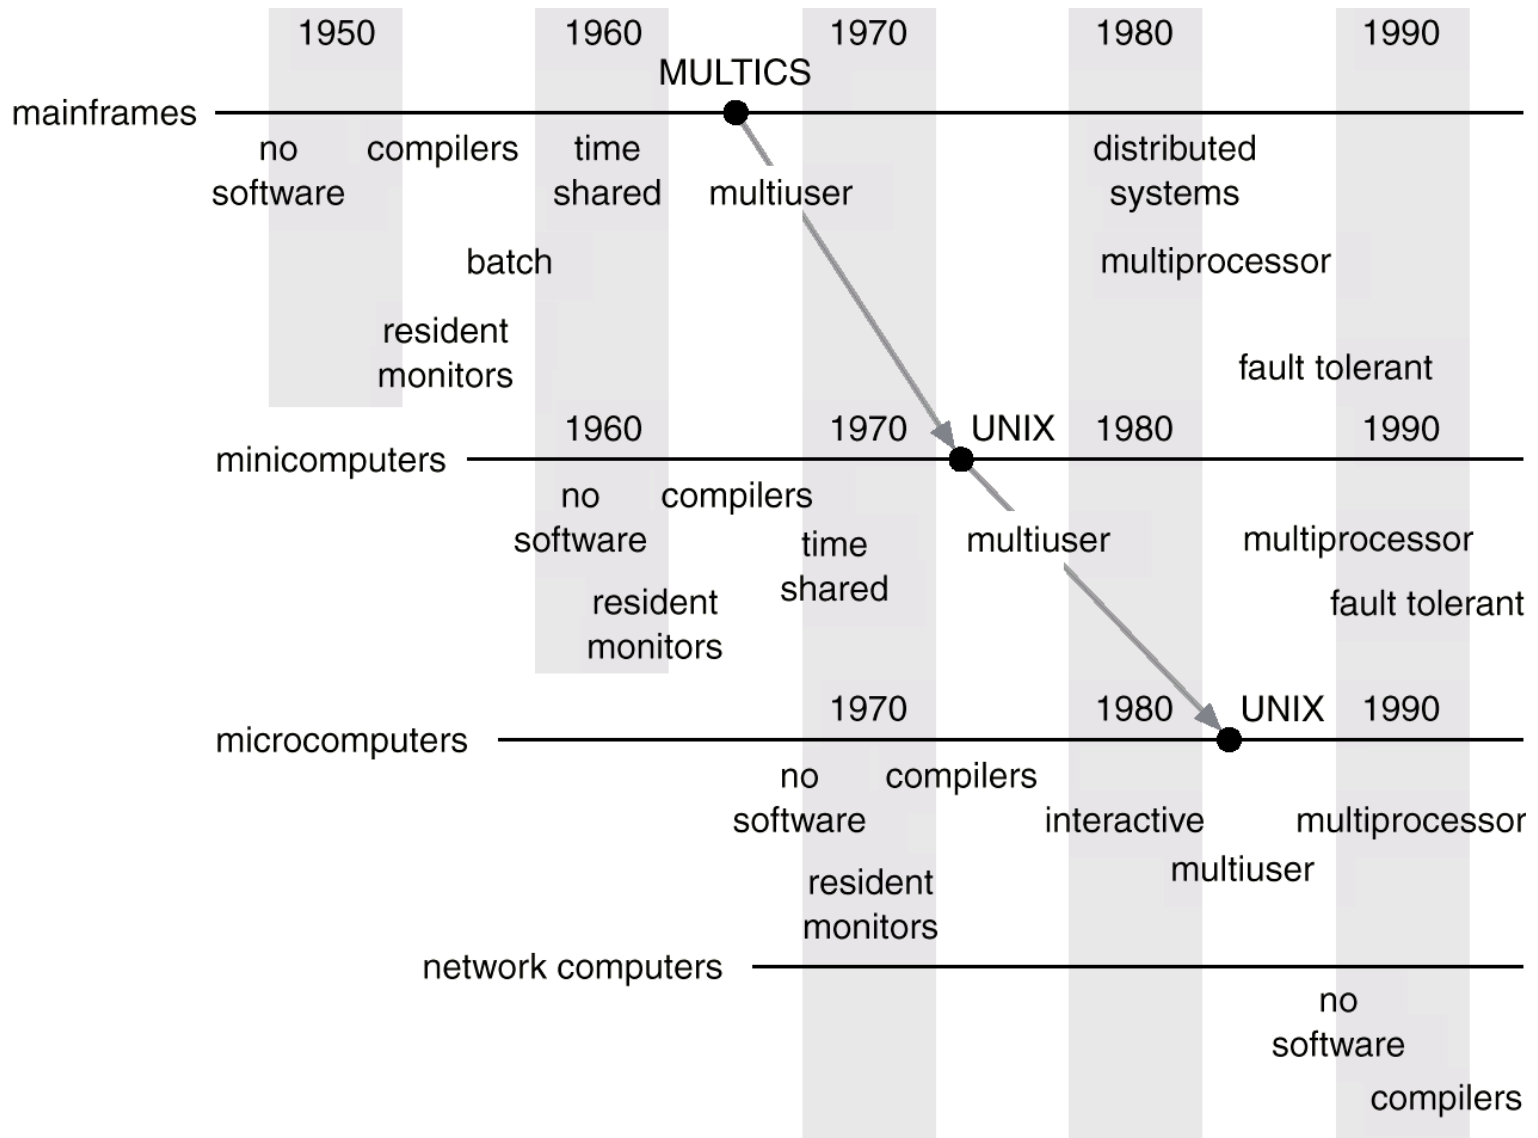 1950 1960 1970 1980 1990
MULTICS
mainframes
no compilers time distributed
software shared multiuser systems
batch multiprocessor
resident
monitors fault tolerant
1960 1970 UNIX 1980 1990
minicomputers
no compilers
software time multiuser multiprocessor
shared
resident fault tolerant
monitors
1970 1980 UNIX 1990
microcomputers
no compilers
software interactive multiprocessor
multiuser
resident
monitors
network computers
no
software
compilers